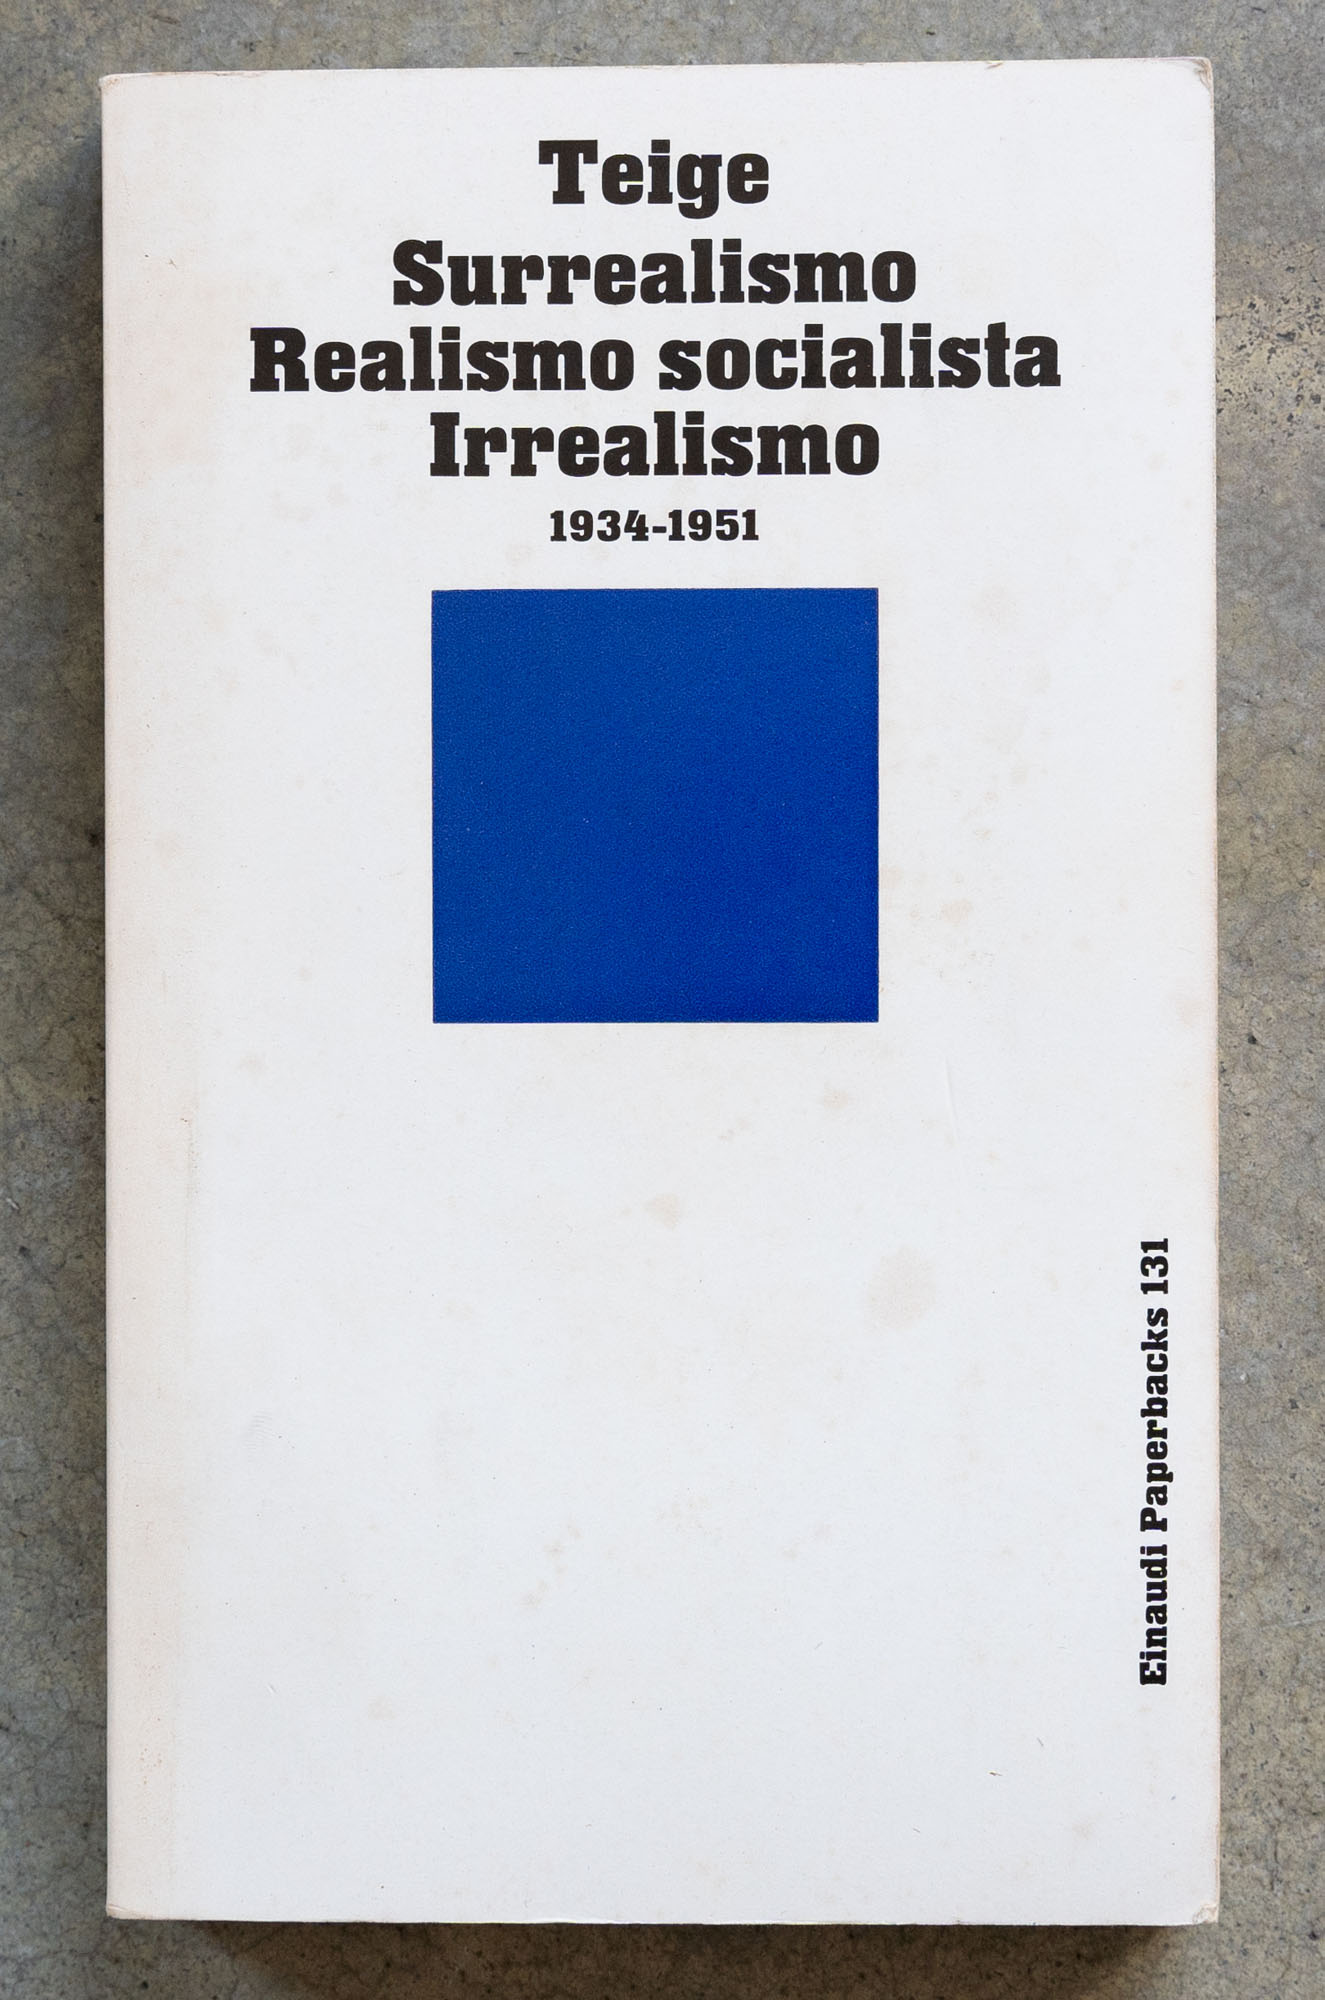 Teige
Surrealismo
Realismo socialista
Irrealismo
1934-1951
Einaudi Paperbacks 131